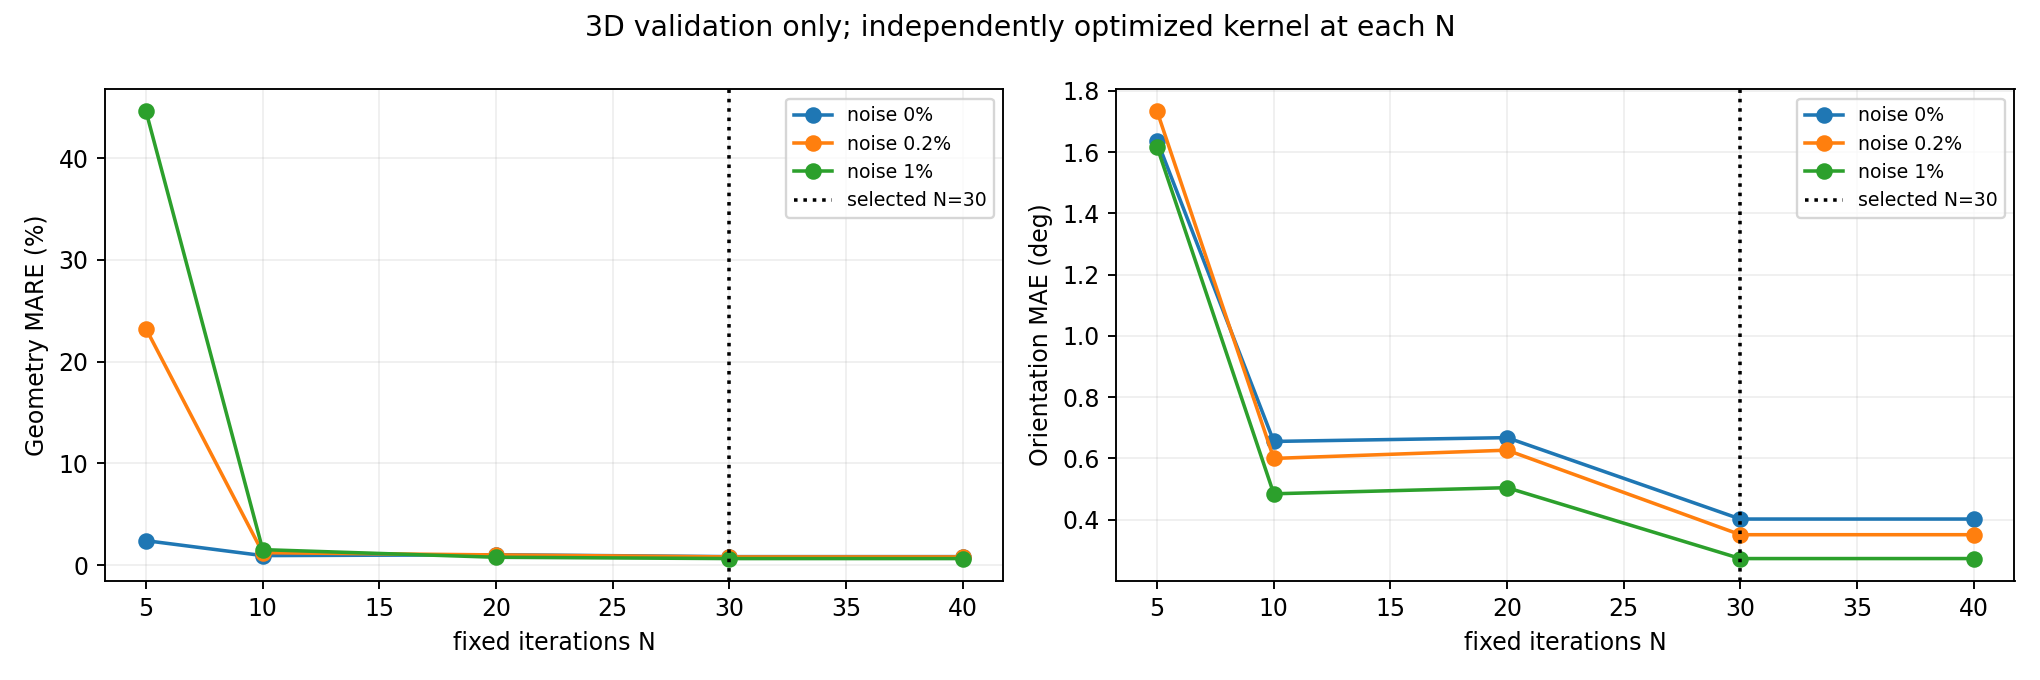 3D validation only; independently optimized kernel at each N
Geometry MARE (%)
40
30
20
10
0
noise 0%
noise 0.2%
noise 1%
selected N=30
5 10 15 20 25 30 35 40
fixed iterations N
Orientation MAE (deg)
1.8
1.6
1.4
1.2
1.0
0.8
0.6
0.4
noise 0%
noise 0.2%
noise 1%
selected N=30
5 10 15 20 25 30 35 40
fixed iterations N